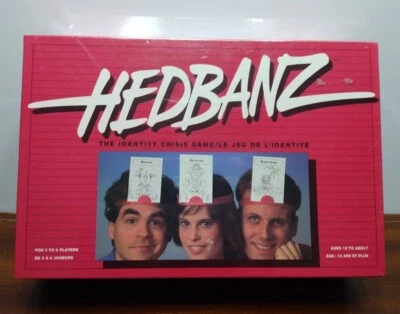 HEDBANZ
THE IDENTITY CRISIS GAME/LE JEU DE L'IDENTITÉ
FOR 2 TO 6 PLAYERS
DE 2 À 6 JOUEURS
AGES 12 TO ADULT
ÂGE: 12 ANS ET PLUS